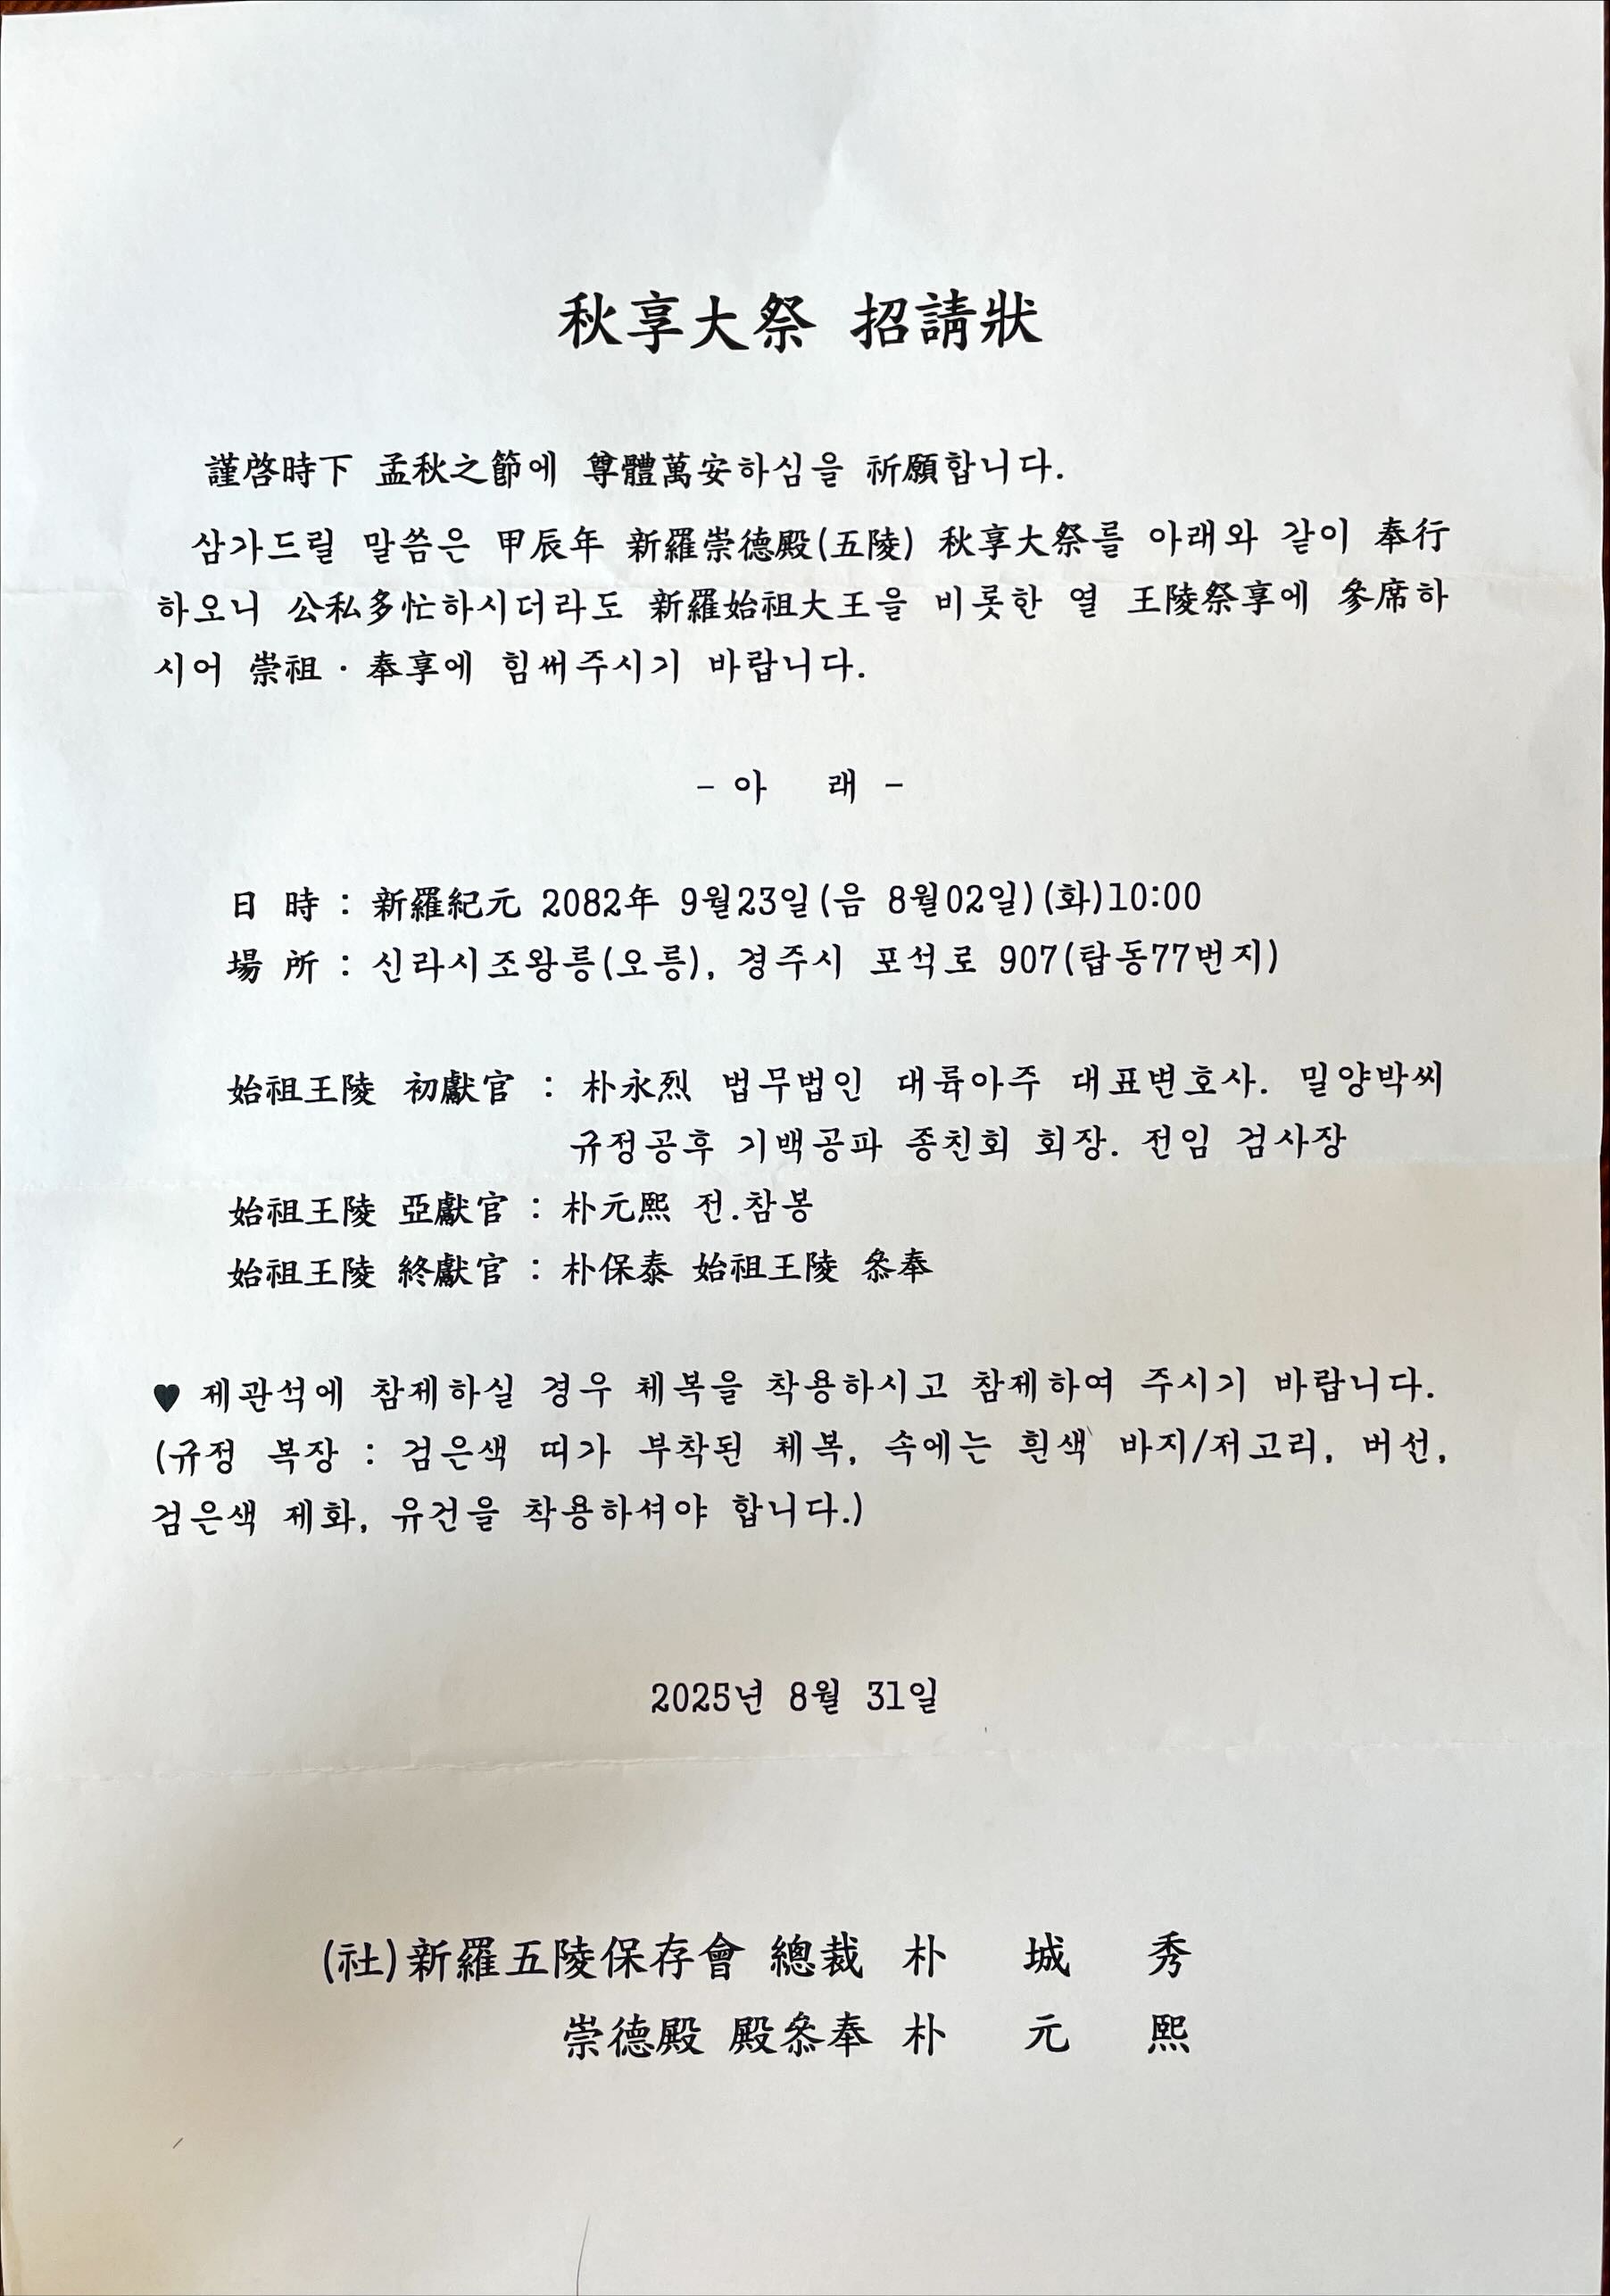 秋享大祭 招請狀
謹啓時下 孟秋之節에 尊體萬安하심을 祈願합니다.
삼가드릴 말씀은 甲辰年 新羅崇德殿(五陵) 秋享大祭를 아래와 같이 奉行
하오니 公私多忙하시더라도 新羅始祖大王을 비롯한 열 王陵祭享에 參席하
시어 崇祖·奉享에 힘써주시기 바랍니다.
- 아 래 -
日 時 : 新羅紀元 2082年 9월23일(음 8월02일)(화)10:00
場 所 : 신라시조왕릉(오릉), 경주시 포석로 907(탑동77번지)
始祖王陵 初獻官 : 朴永烈 법무법인 대륙아주 대표변호사. 밀양박씨
규정공후 기백공파 종친회 회장. 전임 검사장
始祖王陵 亞獻官 : 朴元熙 전.참봉
始祖王陵 終獻官 : 朴保泰 始祖王陵 叅奉
♥ 제관석에 참제하실 경우 체복을 착용하시고 참제하여 주시기 바랍니다.
(규정 복장 : 검은색 띠가 부착된 체복, 속에는 흰색 바지/저고리, 버선,
검은색 제화, 유건을 착용하셔야 합니다.)
2025년 8월 31일
(社)新羅五陵保存會 總裁 朴 城 秀
崇德殿 殿叅奉 朴 元 熙